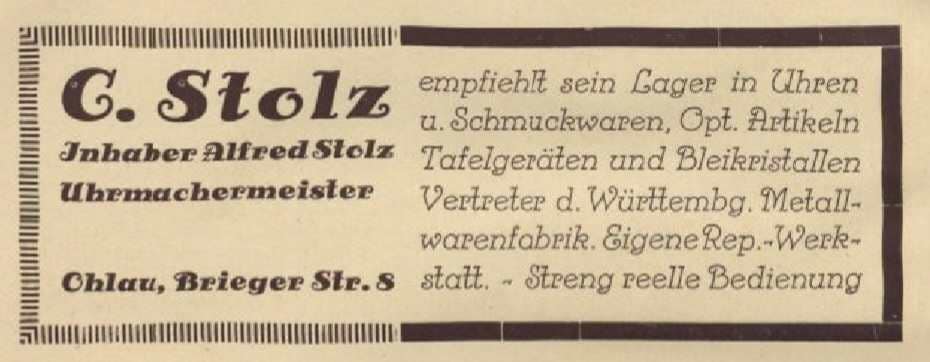 C. Stolz
Inhaber Alfred Stolz
Uhrmachermeister
Ohlau, Brieger Str. 8
empfiehlt sein Lager in Uhren
u. Schmuckwaren, Opt. Artikeln
Tafelgeräten und Bleikristallen
Vertreter d. Württembg. Metall-
warenfabrik. Eigene Rep.-Werk-
statt. - Streng reelle Bedienung